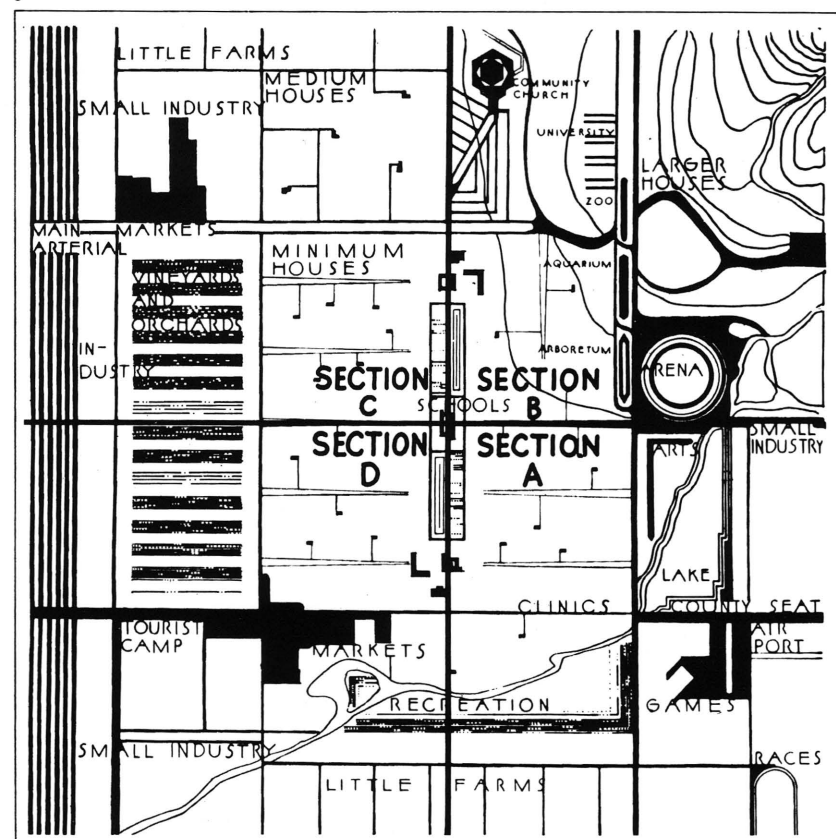 LITTLE FARMS
MEDIUM
HOUSES
COMMUNITY
CHURCH
SMALL INDUSTRY
UNIVERSITY
LARGER
HOUSES
ZOO
MAIN
ARTERIAL
MARKETS
MINIMUM
HOUSES
AQUARIUM
VINEYARDS
AND
ORCHARDS
IN-
DUSTRY
ARBORETUM
ARENA
SECTION
C
SECTION
B
SCHOOLS
SECTION
D
SECTION
A
ARTS
SMALL
INDUSTRY
LAKE
CLINICS
COUNTY SEAT
TOURIST
CAMP
MARKETS
AIR
PORT
RECREATION
GAMES
SMALL INDUSTRY
RACES
LITTLE FARMS